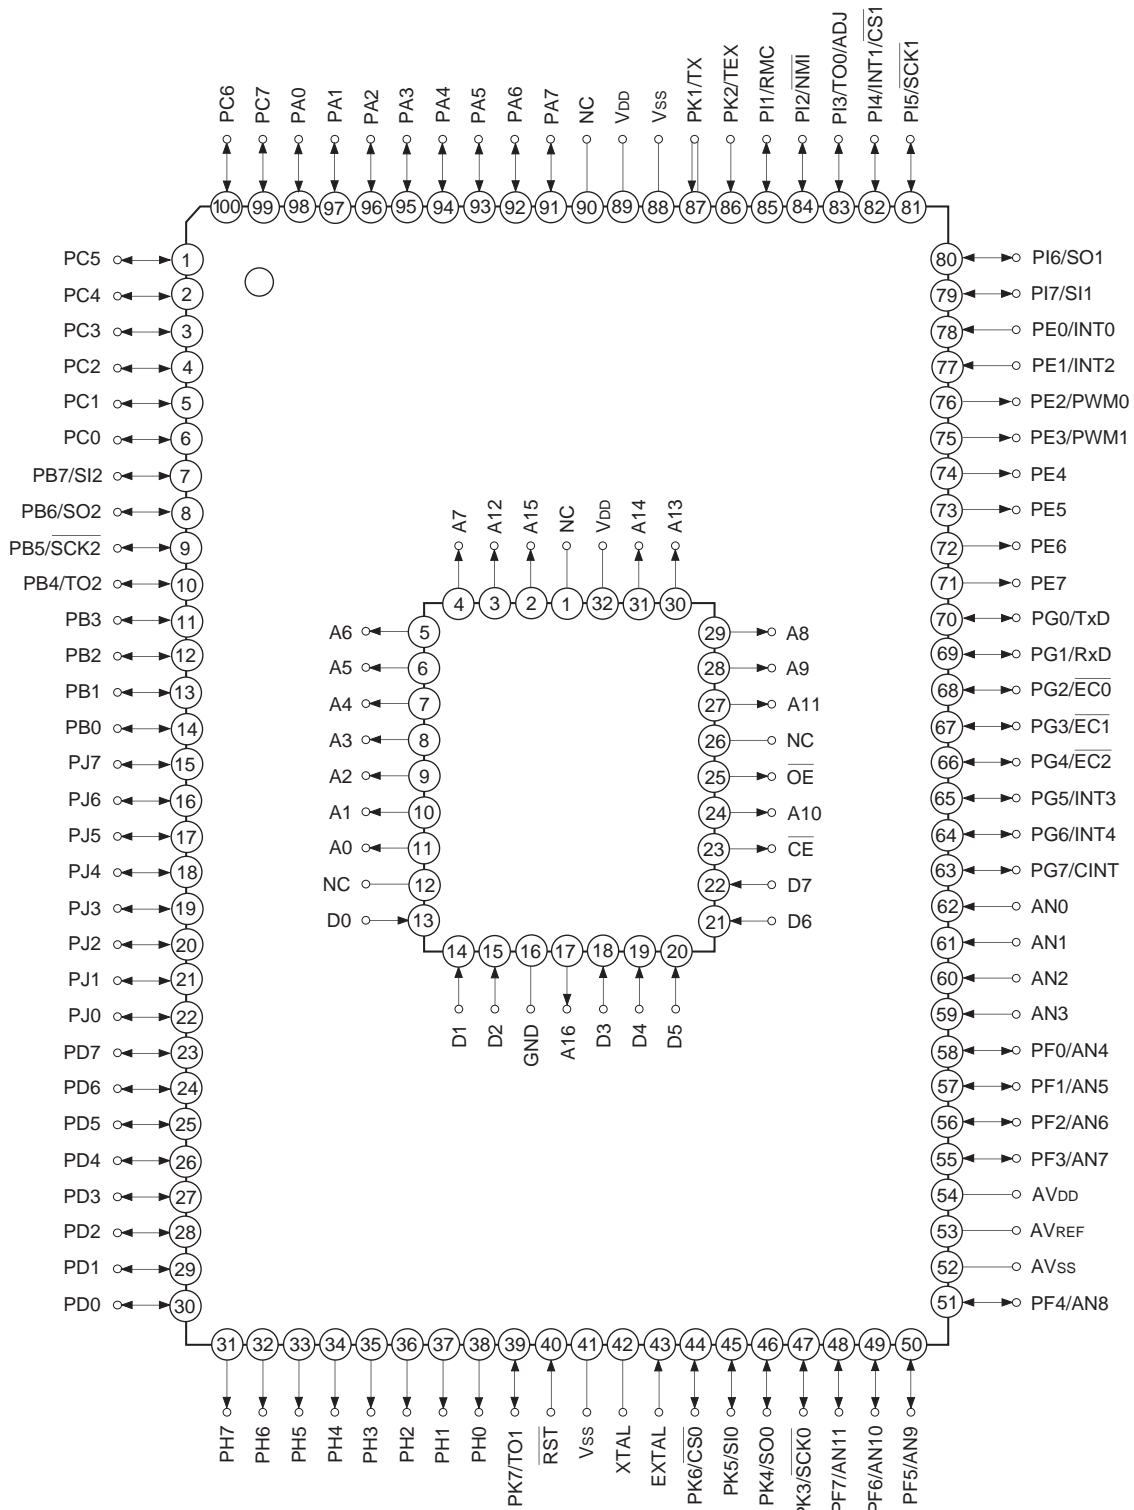 PC6
PC7
PA0
PA1
PA2
PA3
PA4
PA5
PA6
PA7
NC
VDD
VSS
PK1/TX
PK2/TEX
PI1/RMC
PI2/N̅M̅I̅
PI3/TO0/ADJ
PI4/INT1/C̅S̅1̅
PI5/S̅C̅K̅1̅
100 99 98 97 96 95 94 93 92 91 90 89 88 87 86 85 84 83 82 81
PC5 1
PC4 2
PC3 3
PC2 4
PC1 5
PC0 6
PB7/SI2 7
PB6/SO2 8
PB5/S̅C̅K̅2̅ 9
PB4/TO2 10
PB3 11
PB2 12
PB1 13
PB0 14
PJ7 15
PJ6 16
PJ5 17
PJ4 18
PJ3 19
PJ2 20
PJ1 21
PJ0 22
PD7 23
PD6 24
PD5 25
PD4 26
PD3 27
PD2 28
PD1 29
PD0 30
A7
A12
A15
NC
VDD
A14
A13
4 3 2 1 32 31 30
A6 5
A5 6
A4 7
A3 8
A2 9
A1 10
A0 11
NC 12
D0 13
29 A8
28 A9
27 A11
26 NC
25 O̅E̅
24 A10
23 C̅E̅
22 D7
21 D6
14 15 16 17 18 19 20
D1
D2
GND
A16
D3
D4
D5
80 PI6/SO1
79 PI7/SI1
78 PE0/INT0
77 PE1/INT2
76 PE2/PWM0
75 PE3/PWM1
74 PE4
73 PE5
72 PE6
71 PE7
70 PG0/TxD
69 PG1/RxD
68 PG2/E̅C̅0̅
67 PG3/E̅C̅1̅
66 PG4/E̅C̅2̅
65 PG5/INT3
64 PG6/INT4
63 PG7/CINT
62 AN0
61 AN1
60 AN2
59 AN3
58 PF0/AN4
57 PF1/AN5
56 PF2/AN6
55 PF3/AN7
54 AVDD
53 AVREF
52 AVSS
51 PF4/AN8
31 32 33 34 35 36 37 38 39 40 41 42 43 44 45 46 47 48 49 50
PH7
PH6
PH5
PH4
PH3
PH2
PH1
PH0
PK7/TO1
R̅S̅T̅
VSS
XTAL
EXTAL
PK6/C̅S̅0̅
PK5/SI0
PK4/SO0
PK3/S̅C̅K̅0̅
PF7/AN11
PF6/AN10
PF5/AN9